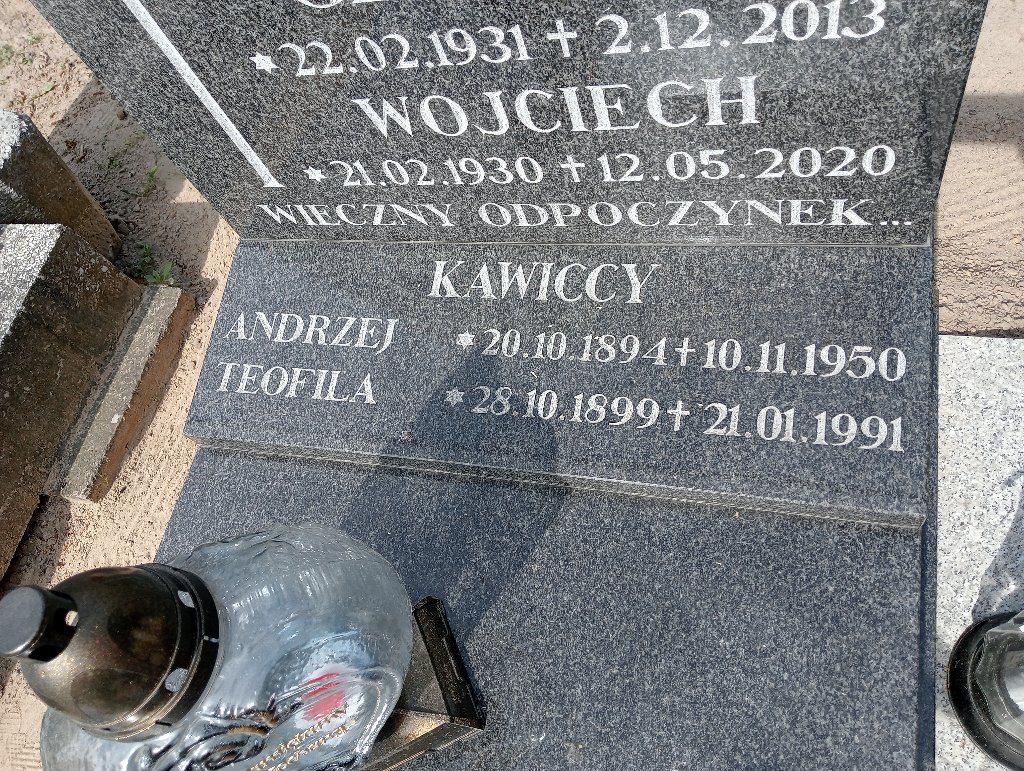 * 22.02.1931 + 2.12.2013
WOJCIECH
* 21.02.1930 + 12.05.2020
WIECZNY ODPOCZYNEK...
KAWICCY
ANDRZEJ * 20.10.1894 + 10.11.1950
TEOFILA * 28.10.1899 + 21.01.1991